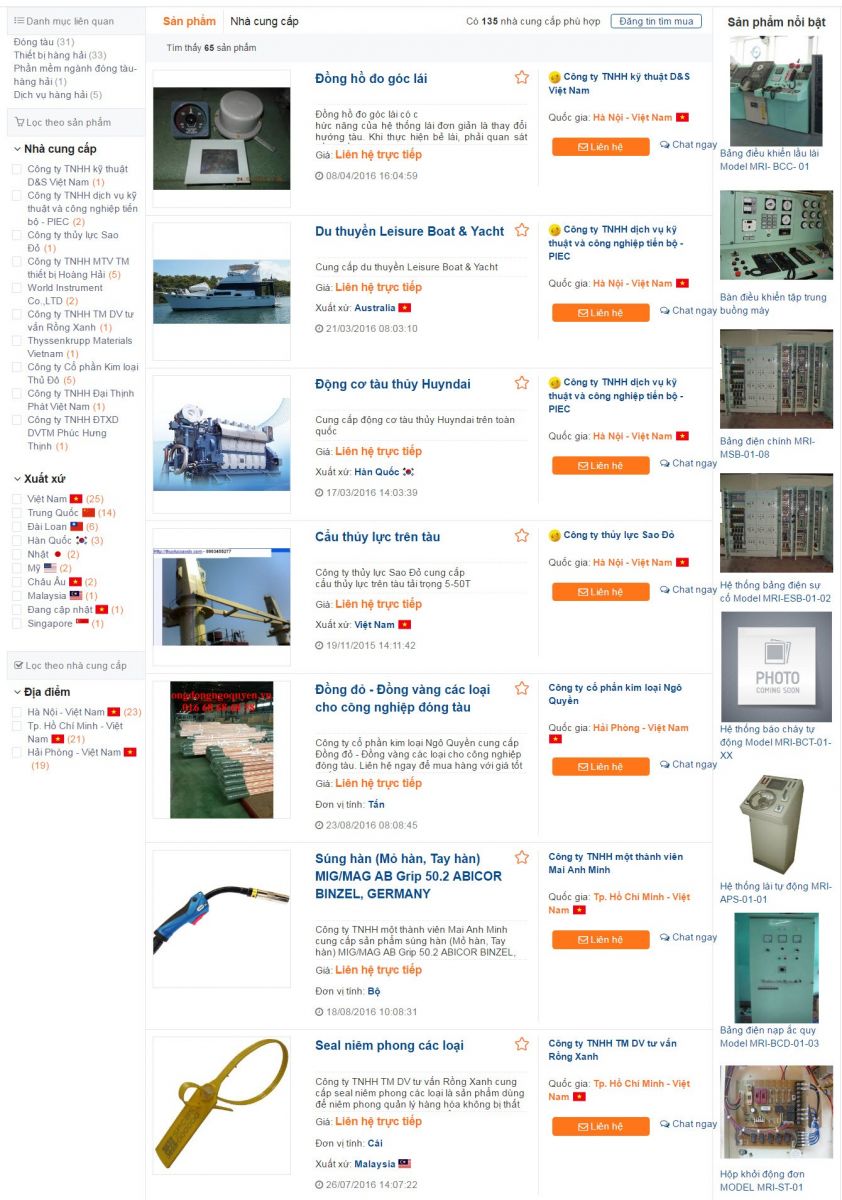 Danh mục liên quan
Đóng tàu (31)
Thiết bị hàng hải (33)
Phần mềm ngành đóng tàu-
hàng hải (1)
Dịch vụ hàng hải (5)
Lọc theo sản phẩm
Nhà cung cấp
Công ty TNHH kỹ thuật
D&S Việt Nam (1)
Công ty TNHH dịch vụ kỹ
thuật và công nghiệp tiến
bộ - PIEC (2)
Công ty thủy lực Sao
Đỏ (1)
Công ty TNHH MTV TM
thiết bị Hoàng Hải (5)
World Instrument
Co.,LTD (2)
Công ty TNHH TM DV tư
vấn Rồng Xanh (1)
Thyssenkrupp Materials
Vietnam (1)
Công ty Cổ phần Kim loại
Thủ Đô (5)
Công ty TNHH Đại Thịnh
Phát Việt Nam (1)
Công ty TNHH ĐTXD
DVTM Phúc Hưng
Thịnh (1)
Xuất xứ
Việt Nam (25)
Trung Quốc (14)
Đài Loan (6)
Hàn Quốc (3)
Nhật (2)
Mỹ (2)
Châu Âu (2)
Malaysia (1)
Đang cập nhật (1)
Singapore (1)
Lọc theo nhà cung cấp
Địa điểm
Hà Nội - Việt Nam (23)
Tp. Hồ Chí Minh - Việt
Nam (21)
Hải Phòng - Việt Nam
(19)
Sản phẩm Nhà cung cấp
Có 135 nhà cung cấp phù hợp Đăng tin tìm mua
Tìm thấy 65 sản phẩm
Đồng hồ đo góc lái
Đồng hồ đo góc lái có c
hức năng của hệ thống lái đơn giản là thay đổi
hướng tàu. Khi thực hiện bẻ lái, phải quan sát
Giá: Liên hệ trực tiếp
08/04/2016 16:04:59
Công ty TNHH kỹ thuật D&S
Việt Nam
Quốc gia: Hà Nội - Việt Nam
Liên hệ Chat ngay
Du thuyền Leisure Boat & Yacht
Cung cấp du thuyền Leisure Boat & Yacht
Giá: Liên hệ trực tiếp
Xuất xứ: Australia
21/03/2016 08:03:10
Công ty TNHH dịch vụ kỹ
thuật và công nghiệp tiến bộ -
PIEC
Quốc gia: Hà Nội - Việt Nam
Liên hệ Chat ngay
Động cơ tàu thủy Huyndai
Cung cấp động cơ tàu thủy Huyndai trên toàn
quốc
Giá: Liên hệ trực tiếp
Xuất xứ: Hàn Quốc
17/03/2016 14:03:39
Công ty TNHH dịch vụ kỹ
thuật và công nghiệp tiến bộ -
PIEC
Quốc gia: Hà Nội - Việt Nam
Liên hệ Chat ngay
Cẩu thủy lực trên tàu
Công ty thủy lực Sao Đỏ cung cấp
cẩu thủy lực trên tàu tải trọng 5-50T
Giá: Liên hệ trực tiếp
Xuất xứ: Việt Nam
19/11/2015 14:11:42
Công ty thủy lực Sao Đỏ
Quốc gia: Hà Nội - Việt Nam
Liên hệ Chat ngay
ongdongngoquyen.vn
Đồng đỏ - Đồng vàng các loại
cho công nghiệp đóng tàu
Công ty cổ phần kim loại Ngô Quyền cung cấp
Đồng đỏ - Đồng vàng các loại cho công nghiệp
đóng tàu. Liên hệ ngay để mua hàng với giá tốt
Giá: Liên hệ trực tiếp
Đơn vị tính: Tấn
23/08/2016 08:08:45
Công ty cổ phần kim loại Ngô
Quyền
Quốc gia: Hải Phòng - Việt Nam
Liên hệ Chat ngay
Súng hàn (Mỏ hàn, Tay hàn)
MIG/MAG AB Grip 50.2 ABICOR
BINZEL, GERMANY
Công ty TNHH một thành viên Mai Anh Minh
cung cấp sản phẩm súng hàn (Mỏ hàn, Tay
hàn) MIG/MAG AB Grip 50.2 ABICOR BINZEL,
Giá: Liên hệ trực tiếp
Đơn vị tính: Bộ
18/08/2016 10:08:31
Công ty TNHH một thành viên
Mai Anh Minh
Quốc gia: Tp. Hồ Chí Minh - Việt
Nam
Liên hệ Chat ngay
Seal niêm phong các loại
Công ty TNHH TM DV tư vấn Rồng Xanh cung
cấp seal niêm phong các loại là sản phẩm dùng
để niêm phong quản lý hàng hóa không bị thất
Giá: Liên hệ trực tiếp
Đơn vị tính: Cái
Xuất xứ: Malaysia
26/07/2016 14:07:22
Công ty TNHH TM DV tư vấn
Rồng Xanh
Quốc gia: Tp. Hồ Chí Minh - Việt
Nam
Liên hệ Chat ngay
Sản phẩm nổi bật
Bảng điều khiển lầu lái
Model MRI- BCC- 01
Bàn điều khiển tập trung
buồng máy
Bảng điện chính MRI-
MSB-01-08
Hệ thống bảng điện sự
cố Model MRI-ESB-01-02
PHOTO
COMING SOON
Hệ thống báo cháy tự
động Model MRI-BCT-01-
XX
Hệ thống lái tự động MRI-
APS-01-01
Bảng điện nạp ắc quy
Model MRI-BCD-01-03
Hộp khởi động đơn
MODEL MRI-ST-01